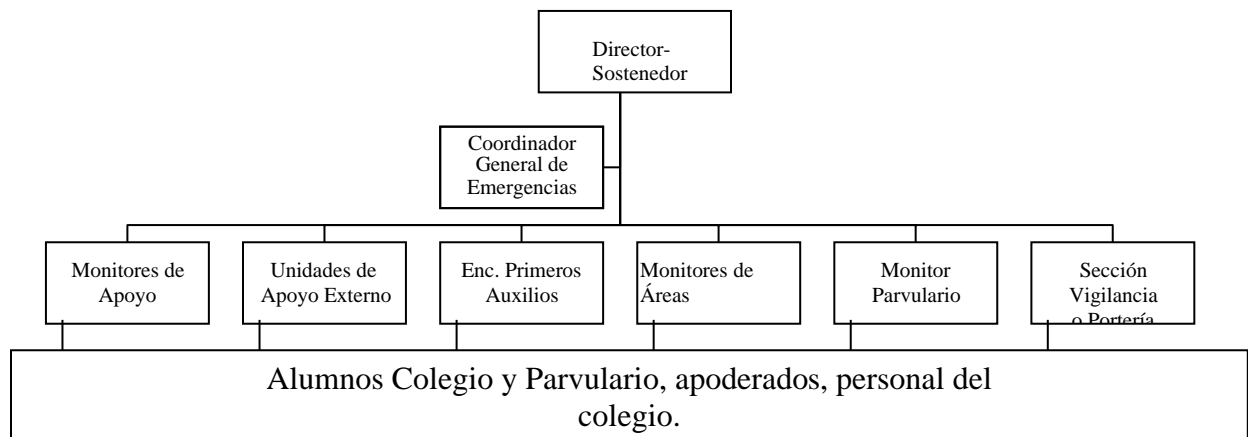 Director-
Sostenedor
Coordinador
General de
Emergencias
Monitores de
Apoyo
Unidades de
Apoyo Externo
Enc. Primeros
Auxilios
Monitores de
Áreas
Monitor
Parvulario
Sección
Vigilancia
o Portería
Alumnos Colegio y Parvulario, apoderados, personal del
colegio.